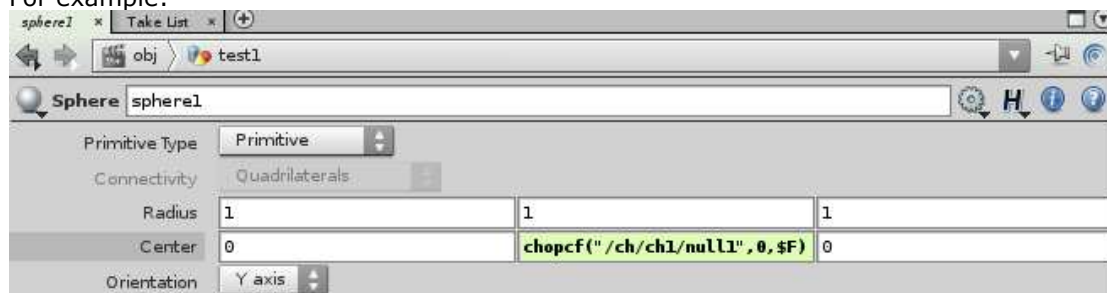 For example:
sphere1 × Take List ×
obj test1
Sphere sphere1
Primitive Type Primitive
Connectivity Quadrilaterals
Radius 1 1 1
Center 0 chopcf("/ch/ch1/null1",0,$F) 0
Orientation Y axis